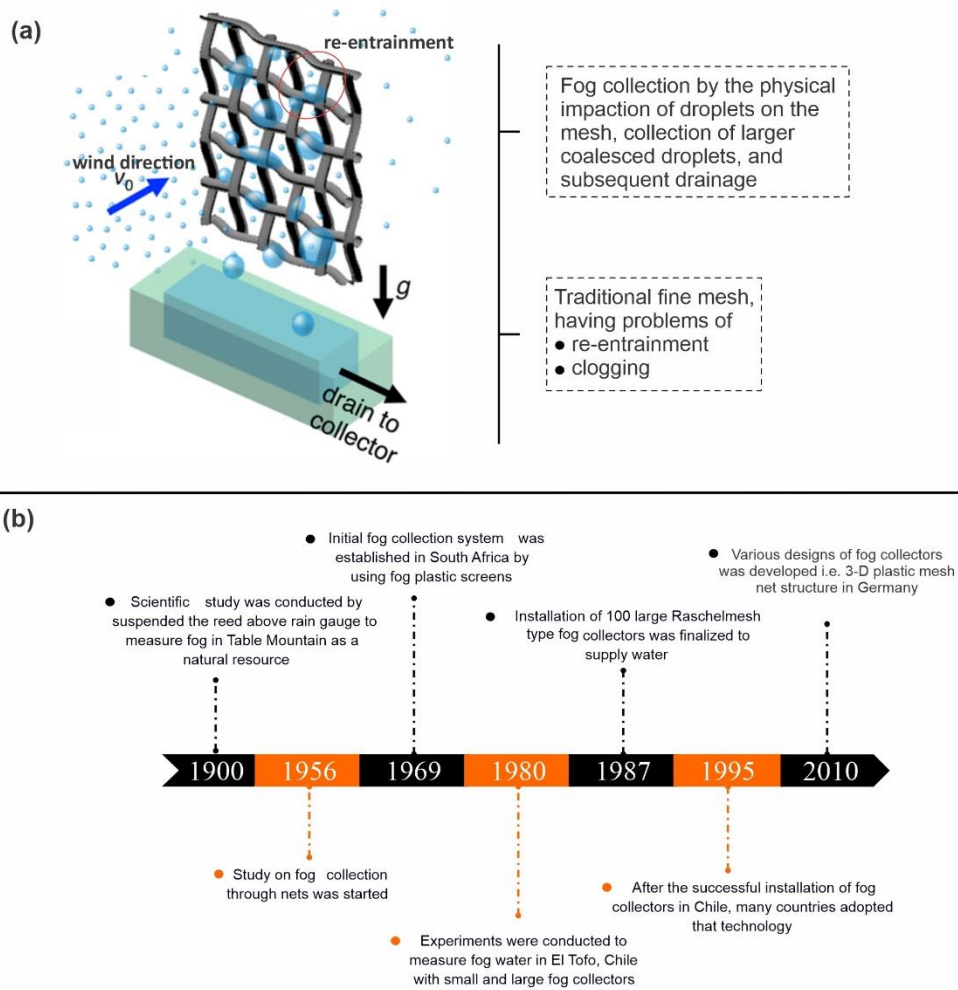 (a)
re-entrainment
wind direction
V0
g
drain to
collector
Fog collection by the physical
impaction of droplets on the
mesh, collection of larger
coalesced droplets, and
subsequent drainage
Traditional fine mesh,
having problems of
● re-entrainment
● clogging
(b)
● Initial fog collection system was
established in South Africa by
using fog plastic screens
● Various designs of fog collectors
was developed i.e. 3-D plastic mesh
net structure in Germany
● Scientific study was conducted by
suspended the reed above rain gauge to
measure fog in Table Mountain as a
natural resource
● Installation of 100 large Raschelmesh
type fog collectors was finalized to
supply water
1900 1956 1969 1980 1987 1995 2010
● Study on fog collection
through nets was started
● After the successful installation of fog
collectors in Chile, many countries adopted
that technology
● Experiments were conducted to
measure fog water in El Tofo, Chile
with small and large fog collectors